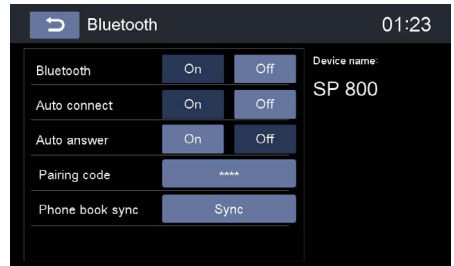 Bluetooth 01:23
Bluetooth On Off
Auto connect On Off
Auto answer On Off
Pairing code ****
Phone book sync Sync
Device name:
SP 800